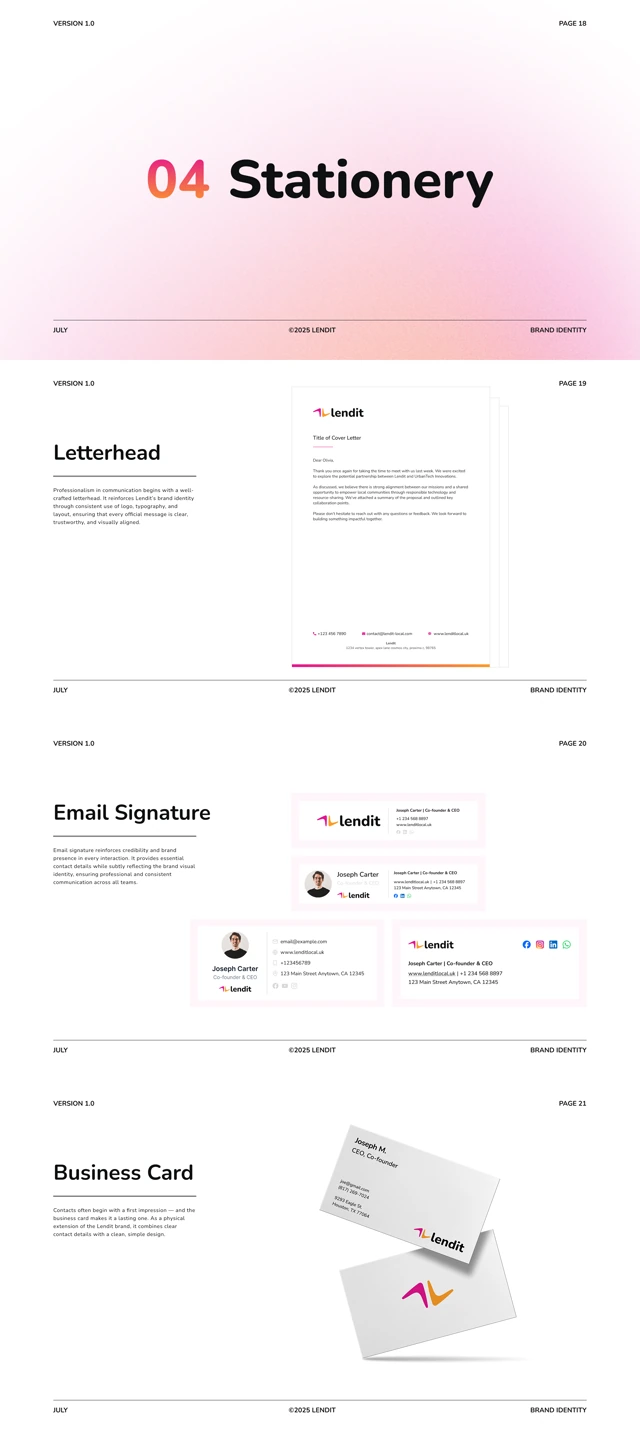 VERSION 1.0
PAGE 18
04 Stationery
JULY
©2025 LENDIT
BRAND IDENTITY
VERSION 1.0
PAGE 19
Letterhead
Professionalism in communication begins with a well-
crafted letterhead. It reinforces Lendit's brand identity
through consistent use of logo, typography, and
layout, ensuring that every official message is clear,
trustworthy, and visually aligned.
lendit
Title of Cover Letter
Dear Olivia,
Thank you once again for taking the time to meet with us last week. We were excited
to explore the potential partnership between Lendit and UrbanTech Innovations.
As discussed, we believe there is strong alignment between our missions and a shared
opportunity to empower local communities through responsible technology and
resource-sharing. We've attached a summary of the proposal and outlined key
collaboration points.
Please don't hesitate to reach out with any questions or feedback. We look forward to
building something impactful together.
+123 456 7890
contact@lendit-local.com
www.lenditlocal.uk
Lendit
JULY
©2025 LENDIT
BRAND IDENTITY
VERSION 1.0
PAGE 20
Email Signature
Email signature reinforces credibility and brand
presence in every interaction. It provides essential
contact details while subtly reflecting the brand visual
identity, ensuring professional and consistent
communication across all teams.
lendit
Joseph Carter | Co-founder & CEO
+1 234 568 8897
www.lenditlocal.uk
Joseph Carter
Co-founder & CEO
lendit
Joseph Carter | Co-founder & CEO
www.lenditlocal.uk | +1 234 568 8897
123 Main Street Anytown, CA 12345
Joseph Carter
Co-founder & CEO
lendit
email@example.com
www.lenditlocal.uk
+123456789
123 Main Street Anytown, CA 12345
lendit
Joseph Carter | Co-founder & CEO
www.lenditlocal.uk | +1 234 568 8897
123 Main Street Anytown, CA 12345
JULY
©2025 LENDIT
BRAND IDENTITY
VERSION 1.0
PAGE 21
Business Card
Contacts often begin with a first impression — and the
business card makes it a lasting one. As a physical
extension of the Lendit brand, it combines clear
contact details with a clean, simple design.
Joseph M.
CEO, Co-founder
joe@gmail.com
(817) 269-7024
9293 Eagle St.
Houston, TX 77064
lendit
JULY
©2025 LENDIT
BRAND IDENTITY